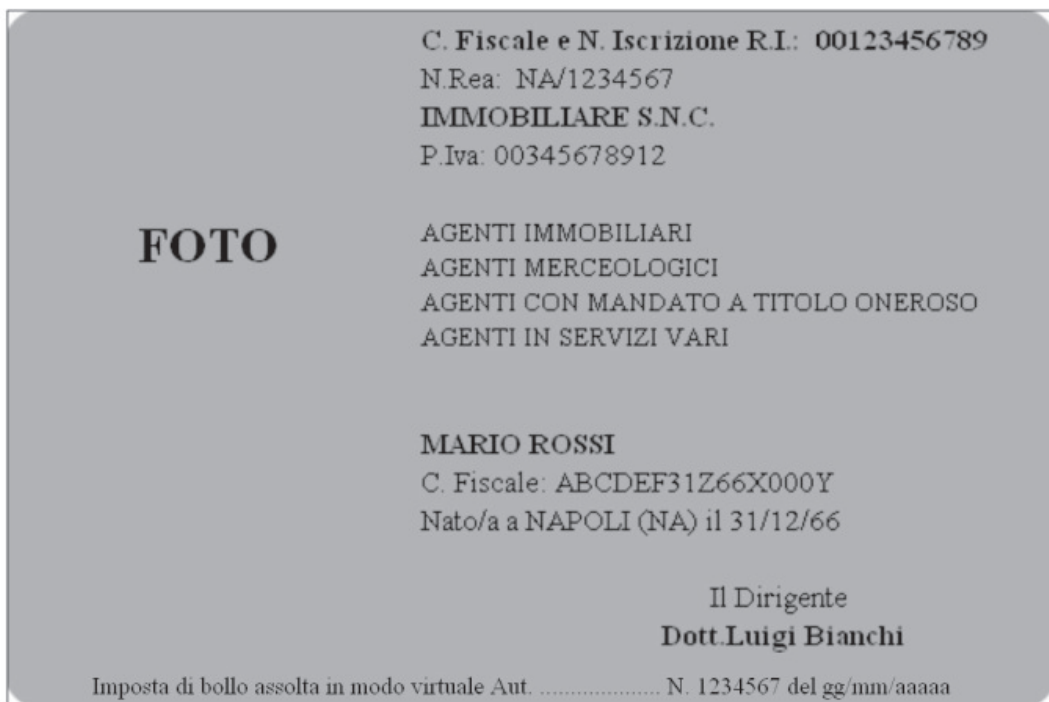 C. Fiscale e N. Iscrizione R.I.: 00123456789
N.Rea: NA/1234567
IMMOBILIARE S.N.C.
P.Iva: 00345678912
FOTO
AGENTI IMMOBILIARI
AGENTI MERCEOLOGICI
AGENTI CON MANDATO A TITOLO ONEROSO
AGENTI IN SERVIZI VARI
MARIO ROSSI
C. Fiscale: ABCDEF31Z66X000Y
Nato/a a NAPOLI (NA) il 31/12/66
Il Dirigente
Dott.Luigi Bianchi
Imposta di bollo assolta in modo virtuale Aut. ..................... N. 1234567 del gg/mm/aaaaa